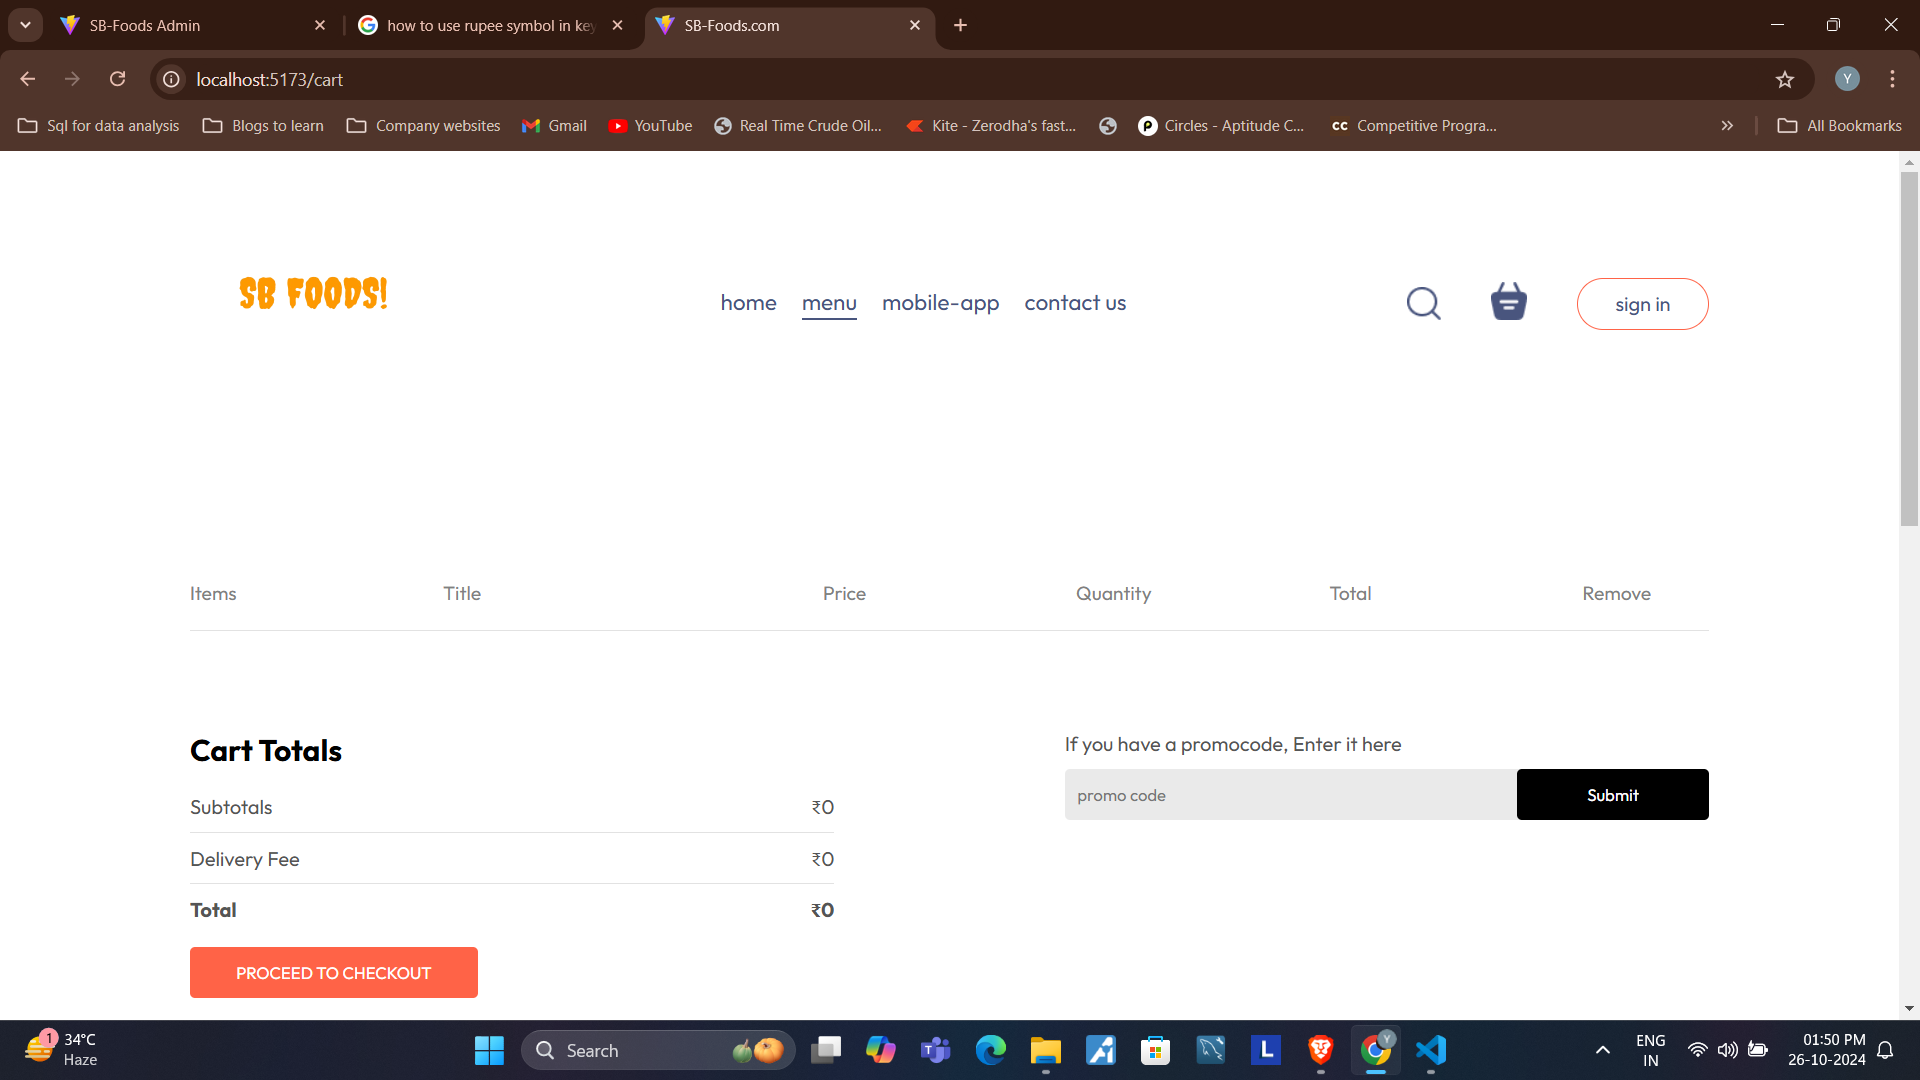 SB-Foods Admin
how to use rupee symbol in key
SB-Foods.com
localhost:5173/cart
Y
Sql for data analysis
Blogs to learn
Company websites
Gmail
YouTube
Real Time Crude Oil...
Kite - Zerodha's fast...
Circles - Aptitude C...
cc Competitive Progra...
All Bookmarks
SB FOODS!
home
menu
mobile-app
contact us
sign in
Items
Title
Price
Quantity
Total
Remove
Cart Totals
Subtotals
₹0
Delivery Fee
₹0
Total
₹0
PROCEED TO CHECKOUT
If you have a promocode, Enter it here
promo code
Submit
1
34°C
Haze
Search
L
Y
ENG
IN
01:50 PM
26-10-2024